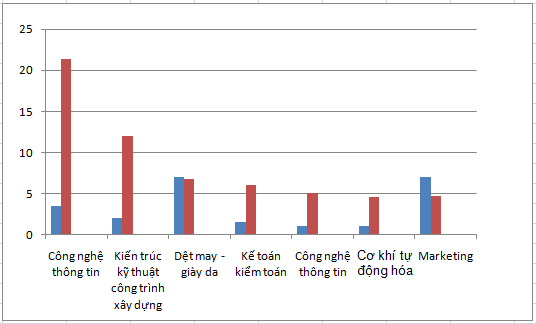 25
20
15
10
5
0
Công nghệ
thông tin
Kiến trúc
kỹ thuật
công trình
xây dựng
Dệt may -
giày da
Kế toán
kiểm toán
Công nghệ
thông tin
Cơ khí tự
động hóa
Marketing